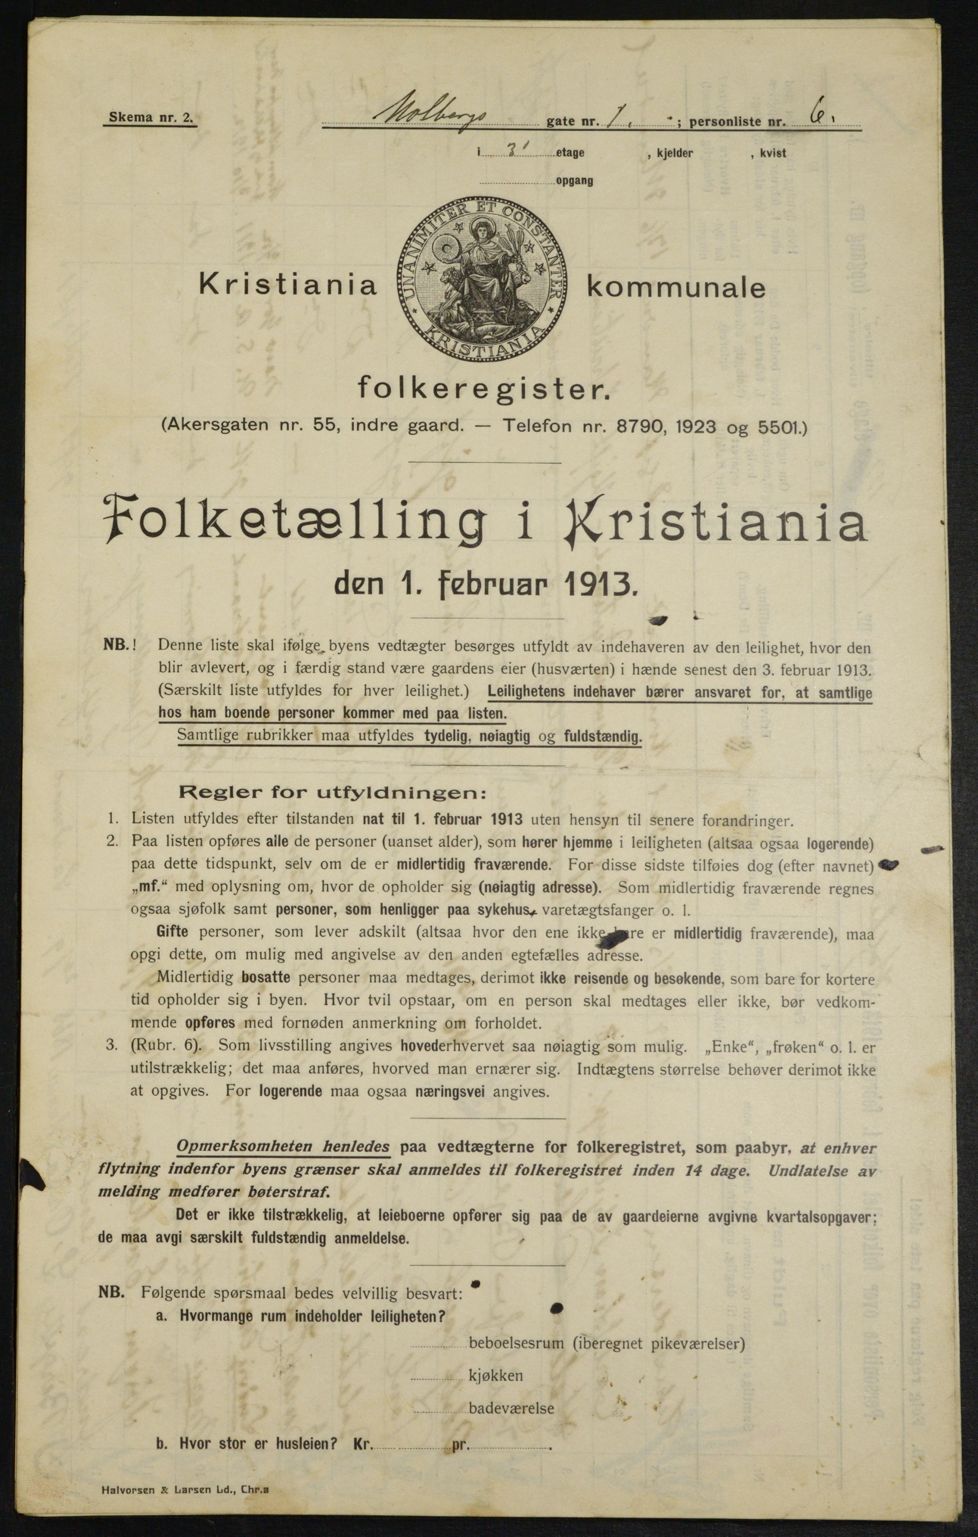 Skema nr. 2.
Holbergs gate nr. 1. ; personliste nr. 6.
i 3 etage , kjelder , kvist
opgang
UNANIMITER ET CONSTANTER
KRISTIANIA
Kristiania kommunale
folkeregister.
(Akersgaten nr. 55, indre gaard. — Telefon nr. 8790, 1923 og 5501.)
Folketælling i Kristiania
den 1. februar 1913.
NB.! Denne liste skal ifølge byens vedtægter besørges utfyldt av indehaveren av den leilighet, hvor den
blir avlevert, og i færdig stand være gaardens eier (husværten) i hænde senest den 3. februar 1913.
(Særskilt liste utfyldes for hver leilighet.) Leilighetens indehaver bærer ansvaret for, at samtlige
hos ham boende personer kommer med paa listen.
Samtlige rubrikker maa utfyldes tydelig, nøiagtig og fuldstændig.
Regler for utfyldningen:
1. Listen utfyldes efter tilstanden nat til 1. februar 1913 uten hensyn til senere forandringer.
2. Paa listen opføres alle de personer (uanset alder), som hører hjemme i leiligheten (altsaa ogsaa logerende)
paa dette tidspunkt, selv om de er midlertidig fraværende. For disse sidste tilføies dog (efter navnet)
„mf.“ med oplysning om, hvor de opholder sig (nøiagtig adresse). Som midlertidig fraværende regnes
ogsaa sjøfolk samt personer, som henligger paa sykehus, varetægtsfanger o. l.
Gifte personer, som lever adskilt (altsaa hvor den ene ikke bare er midlertidig fraværende), maa
opgi dette, om mulig med angivelse av den anden egtefælles adresse.
Midlertidig bosatte personer maa medtages, derimot ikke reisende og besøkende, som bare for kortere
tid opholder sig i byen. Hvor tvil opstaar, om en person skal medtages eller ikke, bør vedkom-
mende opføres med fornøden anmerkning om forholdet.
3. (Rubr. 6). Som livsstilling angives hovederhvervet saa nøiagtig som mulig. „Enke“, „frøken“ o. l. er
utilstrækkelig; det maa anføres, hvorved man ernærer sig. Indtægtens størrelse behøver derimot ikke
at opgives. For logerende maa ogsaa næringsvei angives.
Opmerksomheten henledes paa vedtægterne for folkeregistret, som paabyr, at enhver
flytning indenfor byens grænser skal anmeldes til folkeregistret inden 14 dage. Undlatelse av
melding medfører bøterstraf.
Det er ikke tilstrækkelig, at leieboerne opfører sig paa de av gaardeierne avgivne kvartalsopgaver;
de maa avgi særskilt fuldstændig anmeldelse.
NB. Følgende spørsmaal bedes velvillig besvart:
a. Hvormange rum indeholder leiligheten?
beboelsesrum (iberegnet pikeværelser)
kjøkken
badeværelse
b. Hvor stor er husleien? Kr. pr. .
Halvorsen & Larsen Ld., Chr.a